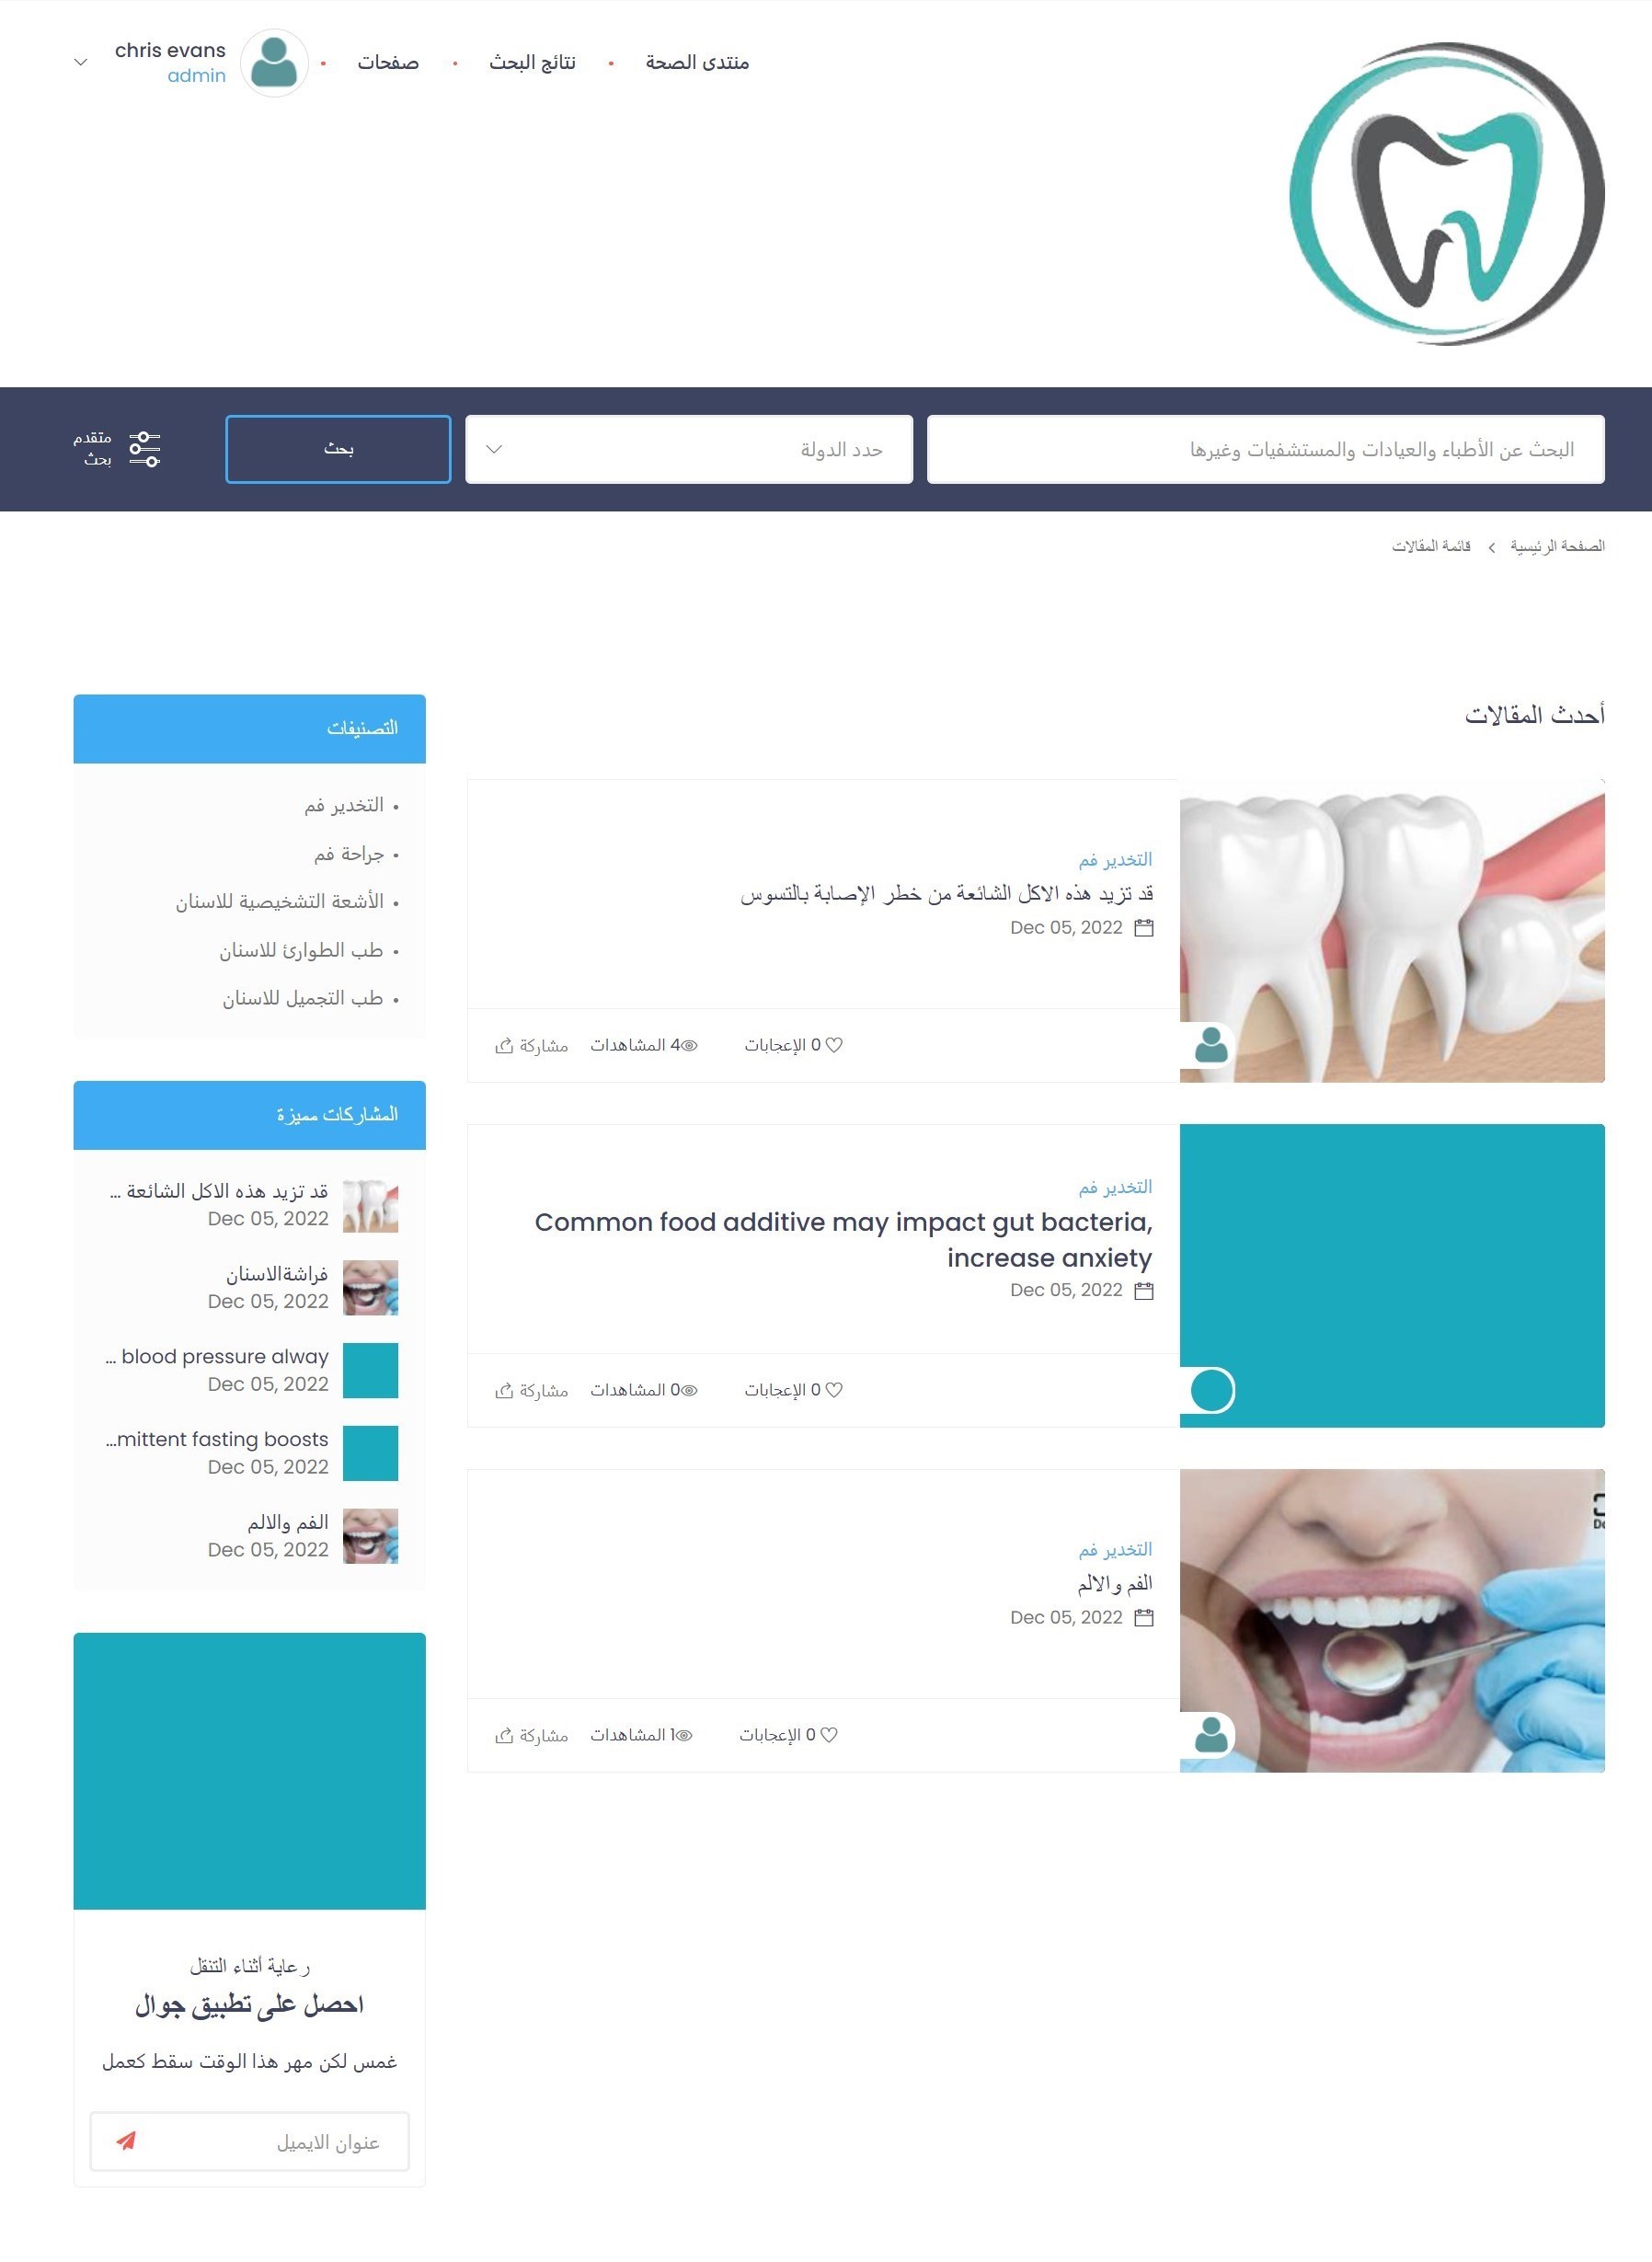 منتدى الصحة
نتائج البحث
صفحات
chris evans
admin
البحث عن الأطباء والعيادات والمستشفيات وغيرها
حدد الدولة
بحث
متقدم
بحث
الصفحة الرئيسية > قائمة المقالات
أحدث المقالات
التخدير فم
قد تزيد هذه الاكل الشائعة من خطر الإصابة بالتسوس
Dec 05, 2022
0 الإعجابات
4 المشاهدات
مشاركة
التخدير فم
Common food additive may impact gut bacteria,
increase anxiety
Dec 05, 2022
0 الإعجابات
0 المشاهدات
مشاركة
التخدير فم
الفم والالم
Dec 05, 2022
0 الإعجابات
1 المشاهدات
مشاركة
التصنيفات
• التخدير فم
• جراحة فم
• الأشعة التشخيصية للاسنان
• طب الطوارئ للاسنان
• طب التجميل للاسنان
المشاركات مميزة
قد تزيد هذه الاكل الشائعة ...
Dec 05, 2022
فراشةالاسنان
Dec 05, 2022
... blood pressure alway
Dec 05, 2022
...mittent fasting boosts
Dec 05, 2022
الفم والالم
Dec 05, 2022
رعاية أثناء التنقل
احصل على تطبيق جوال
غمس لكن مهر هذا الوقت سقط كعمل
عنوان الايميل